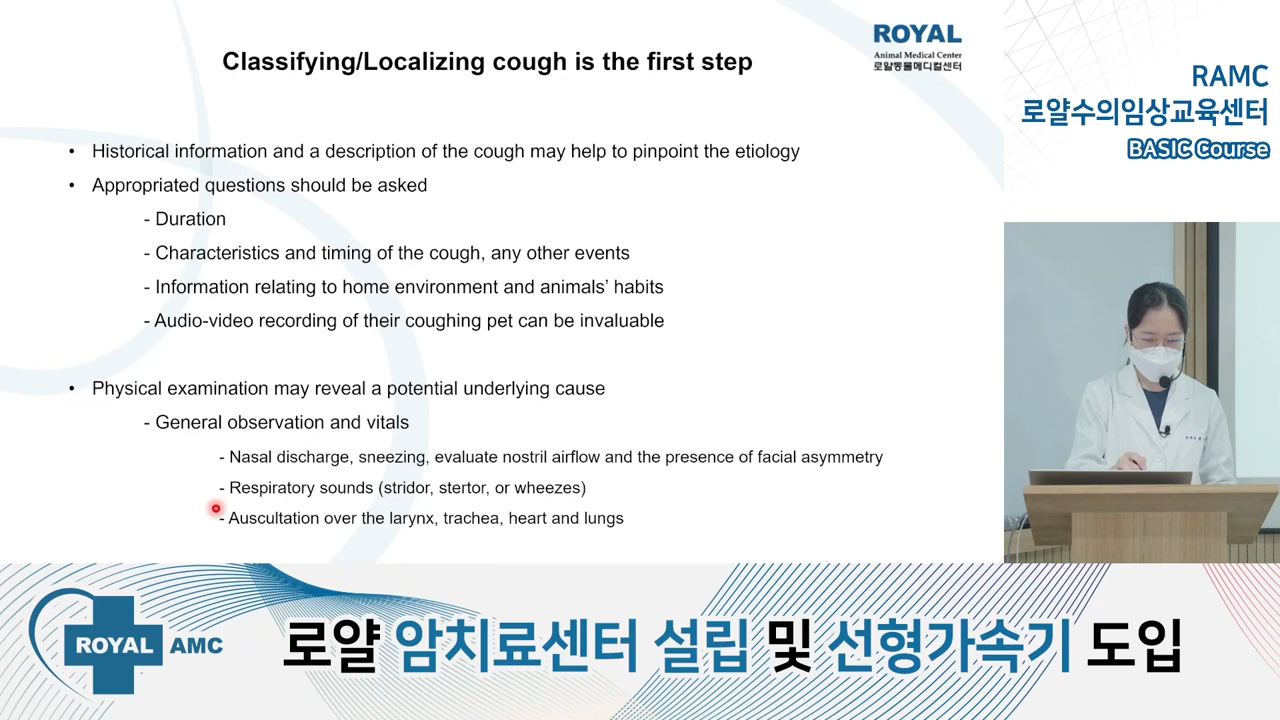 Classifying/Localizing cough is the first step
ROYAL
Animal Medical Center
로얄동물메디컬센터
• Historical information and a description of the cough may help to pinpoint the etiology
• Appropriated questions should be asked
- Duration
- Characteristics and timing of the cough, any other events
- Information relating to home environment and animals’ habits
- Audio-video recording of their coughing pet can be invaluable
• Physical examination may reveal a potential underlying cause
- General observation and vitals
- Nasal discharge, sneezing, evaluate nostril airflow and the presence of facial asymmetry
- Respiratory sounds (stridor, stertor, or wheezes)
- Auscultation over the larynx, trachea, heart and lungs
RAMC
로얄수의임상교육센터
BASIC Course
ROYAL AMC
로얄 암치료센터 설립 및 선형가속기 도입